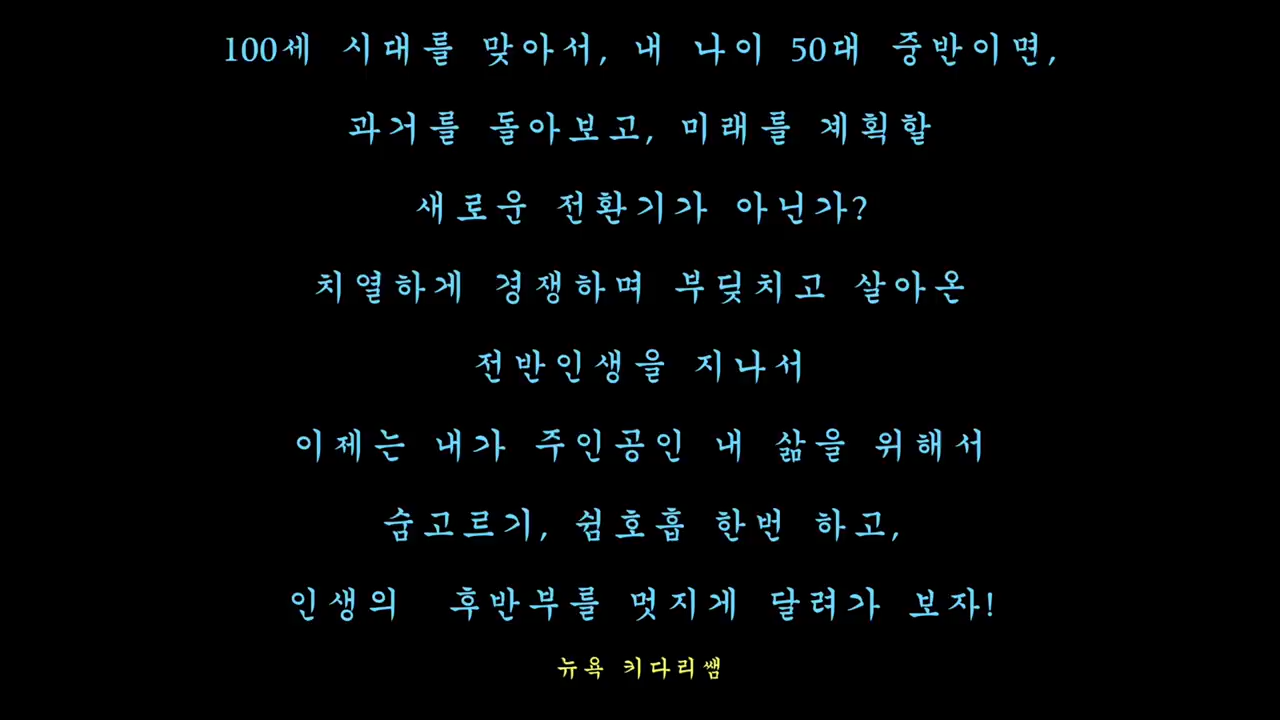 100세 시대를 맞아서, 내 나이 50대 중반이면,
과거를 돌아보고, 미래를 계획할
새로운 전환기가 아닌가?
치열하게 경쟁하며 부딪치고 살아온
전반인생을 지나서
이제는 내가 주인공인 내 삶을 위해서
숨고르기, 쉼호흡 한번 하고,
인생의 후반부를 멋지게 달려가 보자!
뉴욕 키다리쌤